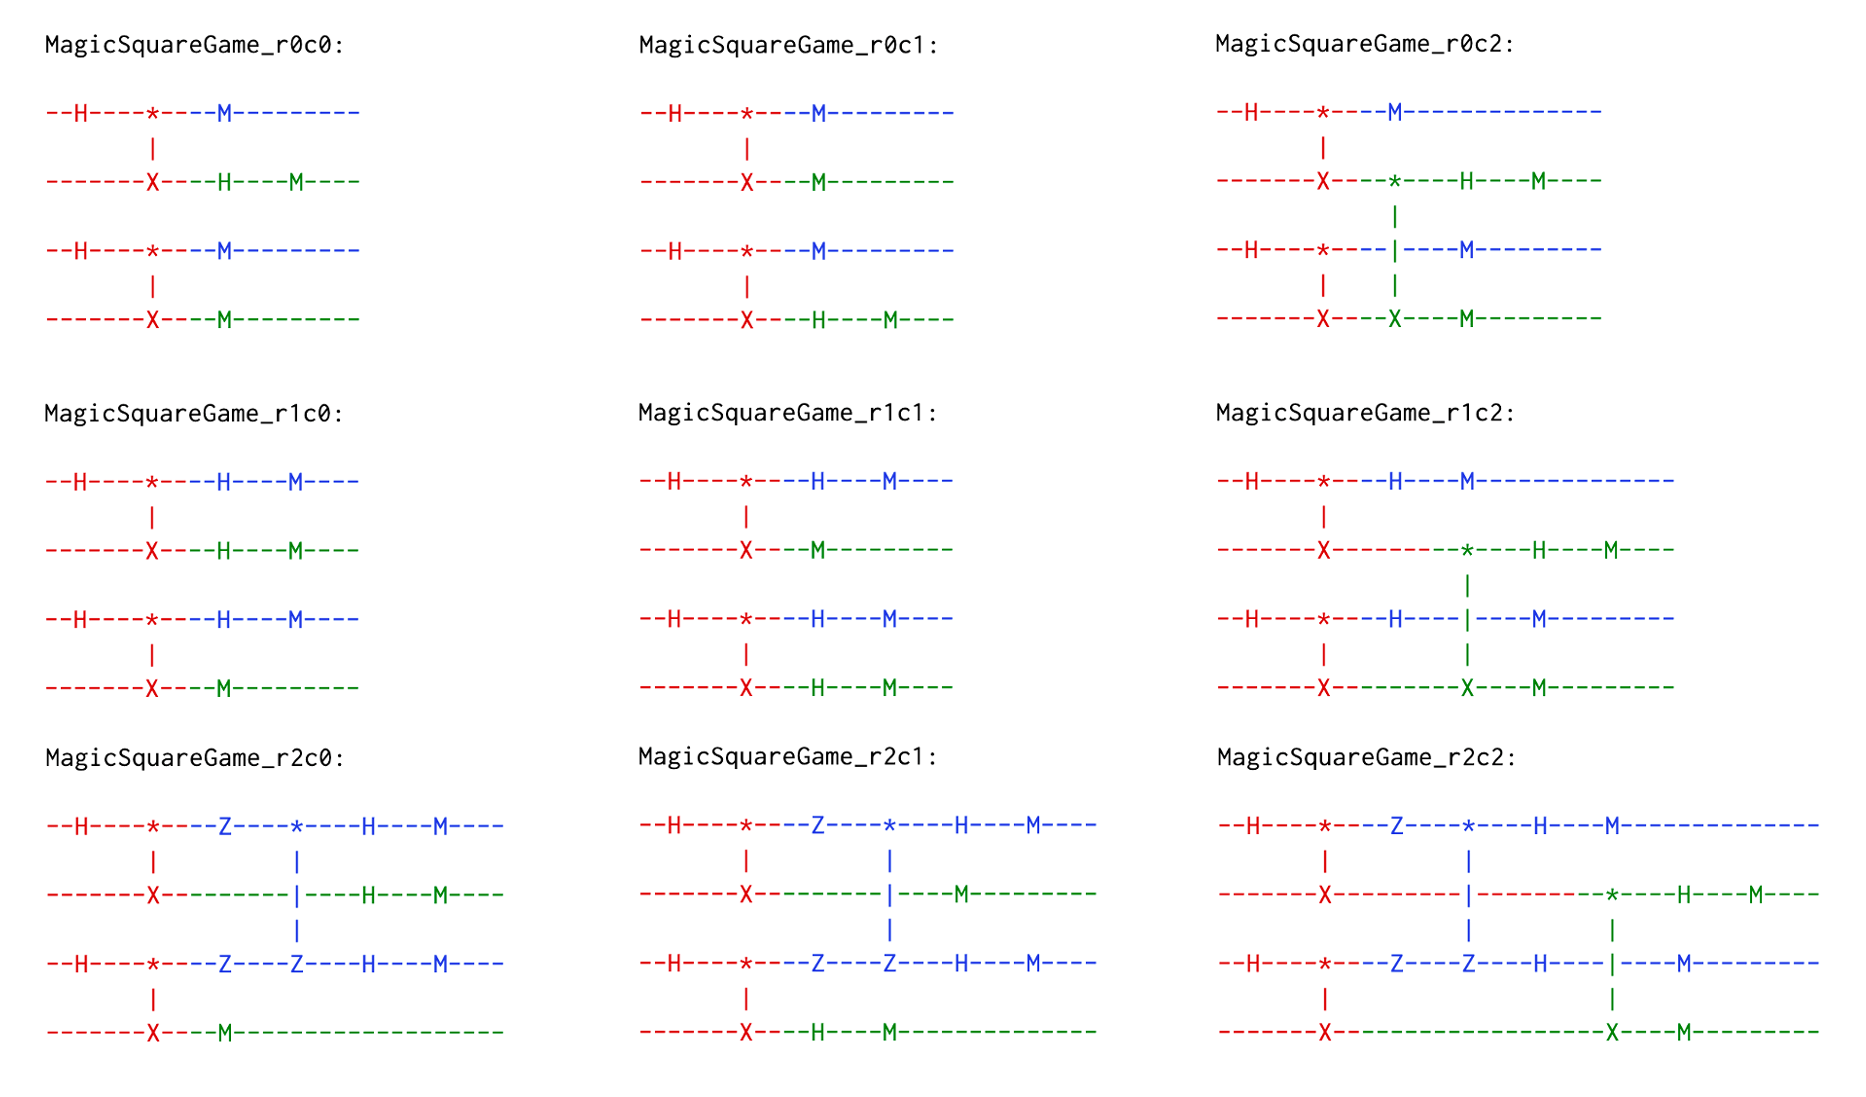 MagicSquareGame_r0c0: MagicSquareGame_r0c1: MagicSquareGame_r0c2:
--H----*----M--------- --H----*----M--------- --H----*----M--------------
| | |
-------X----H----M---- -------X----M--------- -------X----*----H----M----
|
--H----*----M--------- --H----*----M--------- --H----*----|----M---------
| | | |
-------X----M--------- -------X----H----M---- -------X----X----M---------
MagicSquareGame_r1c0: MagicSquareGame_r1c1: MagicSquareGame_r1c2:
--H----*----H----M---- --H----*----H----M---- --H----*----H----M--------------
| | |
-------X----H----M---- -------X----M--------- -------X---------*----H----M----
|
--H----*----H----M---- --H----*----H----M---- --H----*----H----|----M---------
| | | |
-------X----M--------- -------X----H----M---- -------X---------X----M---------
MagicSquareGame_r2c0: MagicSquareGame_r2c1: MagicSquareGame_r2c2:
--H----*----Z----*----H----M---- --H----*----Z----*----H----M---- --H----*----Z----*----H----M--------------
| | | | | |
-------X---------|----H----M---- -------X---------|----M--------- -------X---------|---------*----H----M----
| | | |
--H----*----Z----Z----H----M---- --H----*----Z----Z----H----M---- --H----*----Z----Z----H----|----M---------
| | | |
-------X----M------------------- -------X----H----M-------------- -------X-------------------X----M---------